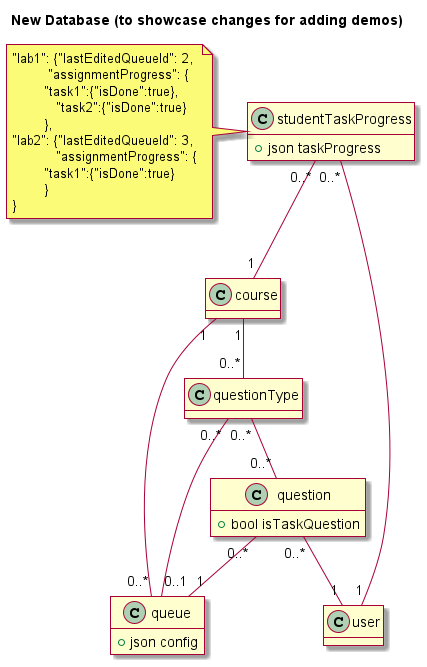 New Database (to showcase changes for adding demos)
"lab1": {"lastEditedQueueId": 2,
"assignmentProgress": {
"task1":{"isDone":true},
"task2":{"isDone":true}
},
"lab2": {"lastEditedQueueId": 3,
"assignmentProgress": {
"task1":{"isDone":true}
}
}
C studentTaskProgress
json taskProgress
0..* 0..*
1
C course
1 1
0..*
C questionType
0..* 0..*
0..*
C question
bool isTaskQuestion
0..* 0..*
0..* 0..1 1 1
C queue
json config
C user